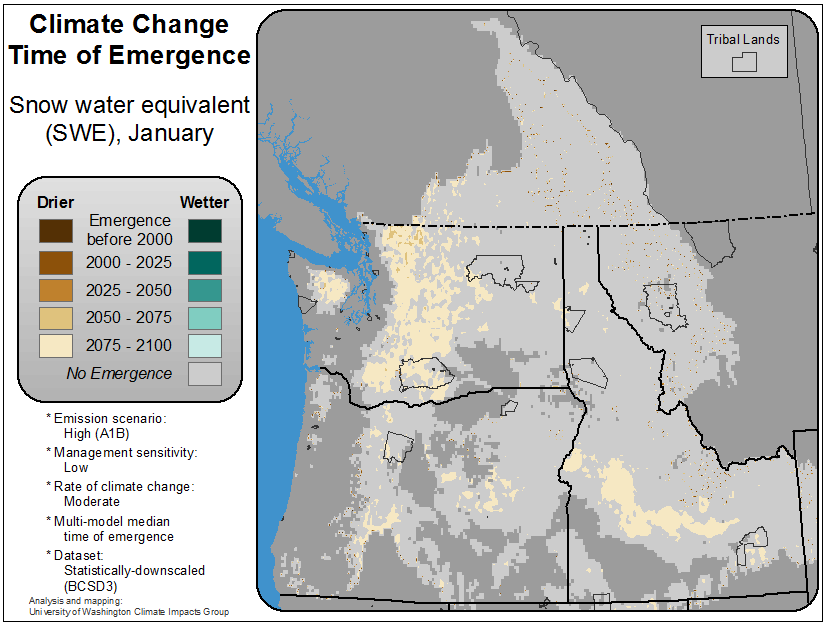 Climate Change
Time of Emergence
Snow water equivalent
(SWE), January
Drier
Wetter
Emergence
before 2000
2000 - 2025
2025 - 2050
2050 - 2075
2075 - 2100
No Emergence
* Emission scenario:
High (A1B)
* Management sensitivity:
Low
* Rate of climate change:
Moderate
* Multi-model median
time of emergence
* Dataset:
Statistically-downscaled
(BCSD3)
Analysis and mapping:
University of Washington Climate Impacts Group
Tribal Lands